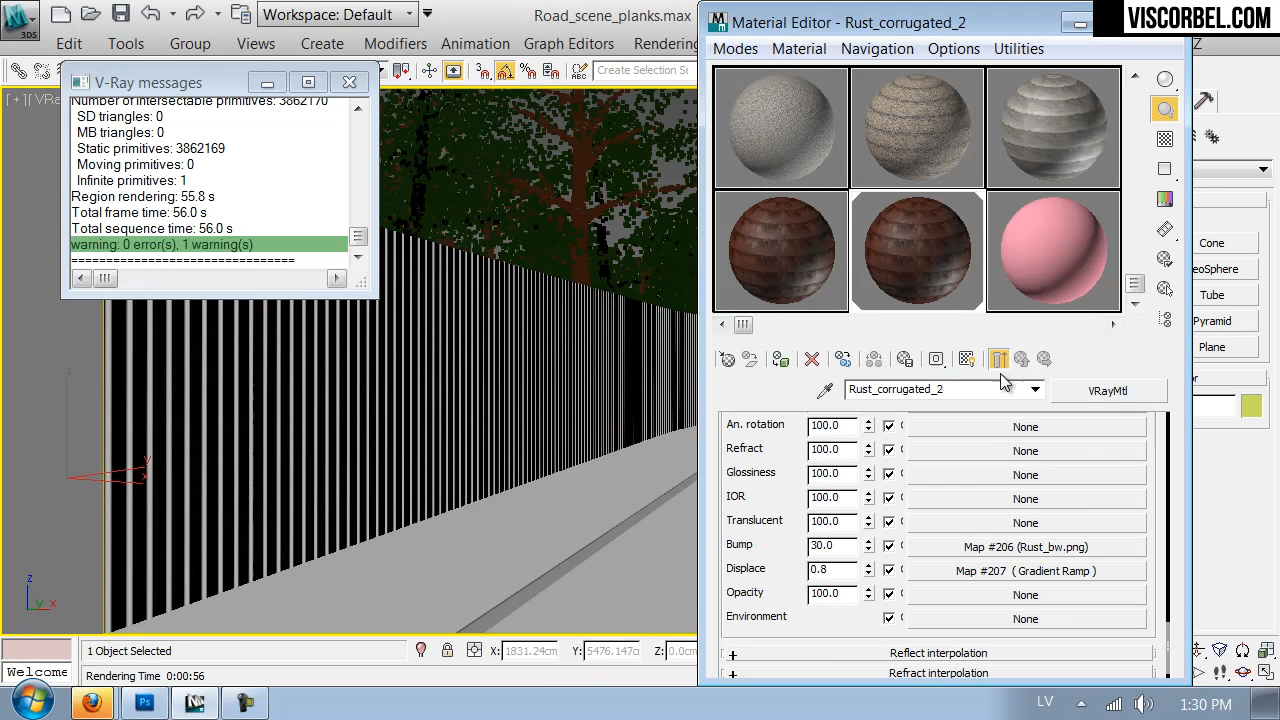 3DS
Workspace: Default
Road_scene_planks.max
Edit Tools Group Views Create Modifiers Animation Graph Editors Rendering
Create Selection Se
[+][VRa
V-Ray messages
Number of intersectable primitives: 3862170
SD triangles: 0
MB triangles: 0
Static primitives: 3862169
Moving primitives: 0
Infinite primitives: 1
Region rendering: 55.8 s
Total frame time: 56.0 s
Total sequence time: 56.0 s
warning: 0 error(s), 1 warning(s)
==============================
Material Editor - Rust_corrugated_2
VISCORBEL.COM
Modes Material Navigation Options Utilities
Rust_corrugated_2
VRayMtl
An. rotation 100.0 None
Refract 100.0 None
Glossiness 100.0 None
IOR 100.0 None
Translucent 100.0 None
Bump 30.0 Map #206 (Rust_bw.png)
Displace 0.8 Map #207 ( Gradient Ramp )
Opacity 100.0 None
Environment None
+ Reflect interpolation
+ Refract interpolation
Cone
eoSphere
Tube
Pyramid
Plane
or
z
x
y
y
x
z
y x
1 Object Selected
X: 1831.24cm Y: 5476.147c Z: 0.0cm
Welcome
Rendering Time 0:00:56
LV
1:30 PM